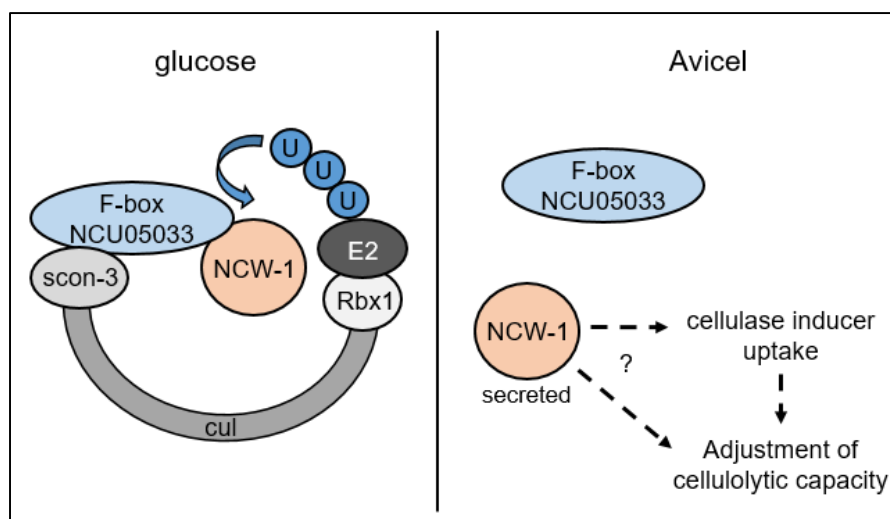 glucose
U
U
U
F-box
NCU05033
scon-3
NCW-1
E2
Rbx1
cul
Avicel
F-box
NCU05033
NCW-1
secreted
?
cellulase inducer
uptake
Adjustment of
cellulolytic capacity